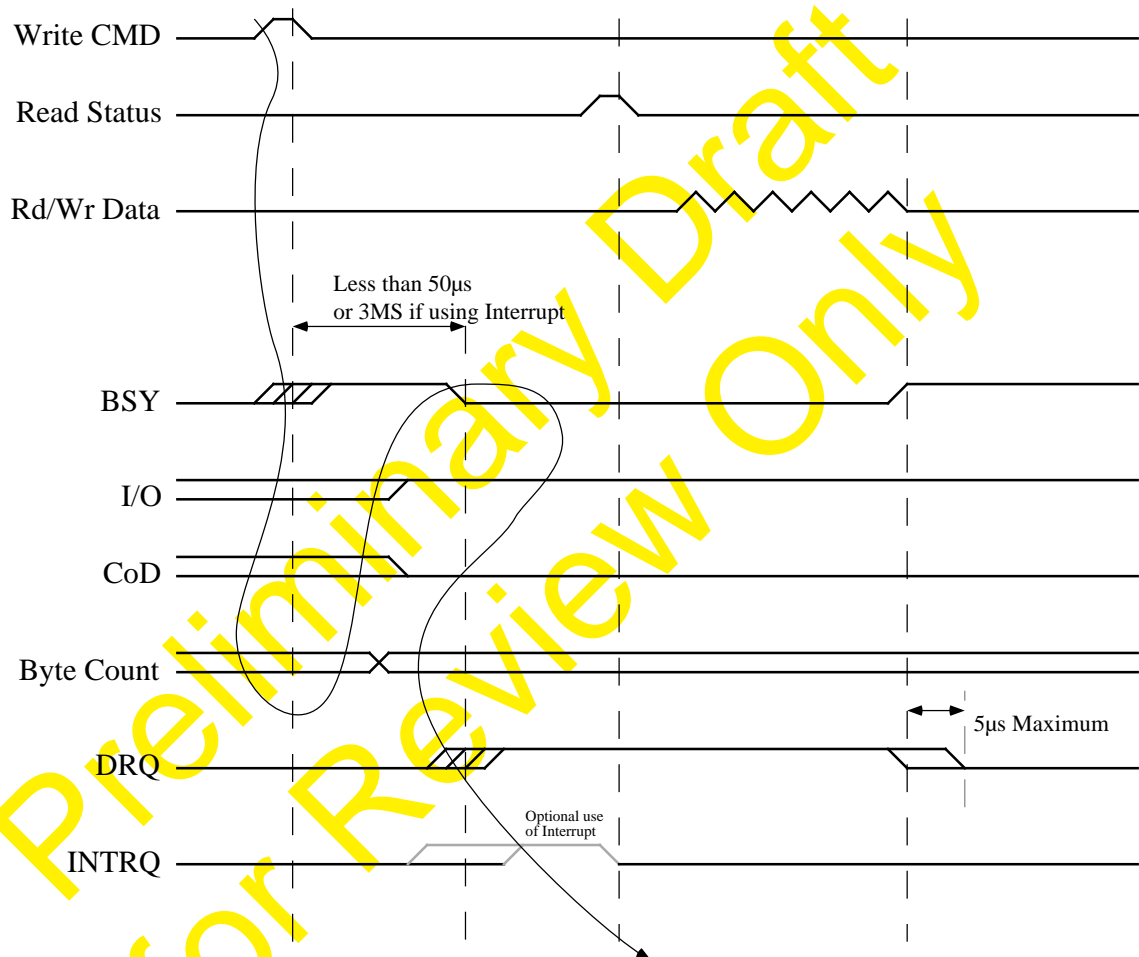 Write CMD
Read Status
Rd/Wr Data
Less than 50µs
or 3MS if using Interrupt
BSY
I/O
CoD
Byte Count
5µs Maximum
DRQ
Optional use
of Interrupt
INTRQ
Preliminary Draft
for Review Only